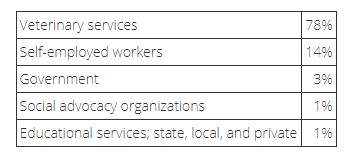 Veterinary services 78%
Self-employed workers 14%
Government 3%
Social advocacy organizations 1%
Educational services; state, local, and private 1%